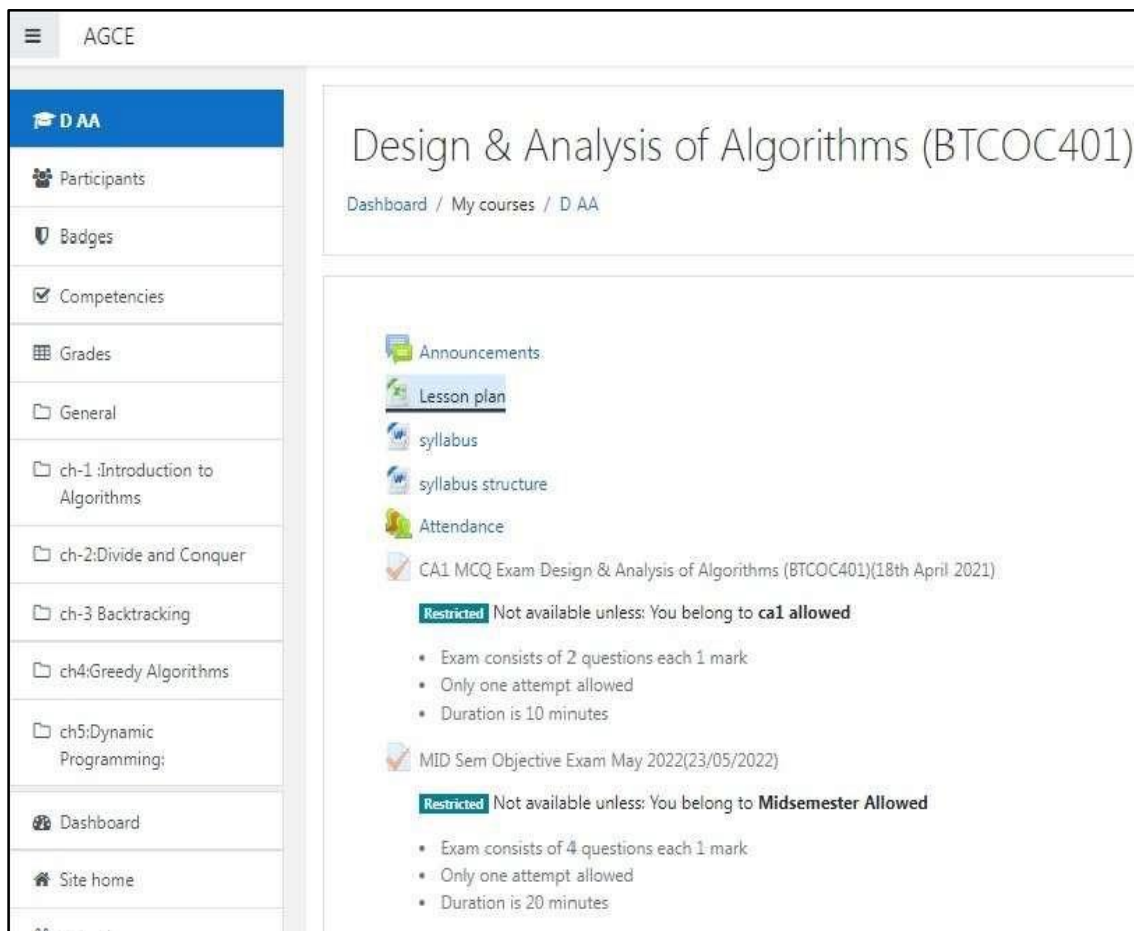 AGCE
D AA
Participants
Badges
Competencies
Grades
General
ch-1 :Introduction to
Algorithms
ch-2:Divide and Conquer
ch-3 Backtracking
ch4:Greedy Algorithms
ch5:Dynamic
Programming:
Dashboard
Site home
Design & Analysis of Algorithms (BTCOC401)
Dashboard / My courses / D AA
Announcements
Lesson plan
syllabus
syllabus structure
Attendance
CA1 MCQ Exam Design & Analysis of Algorithms (BTCOC401)(18th April 2021)
Restricted Not available unless: You belong to ca1 allowed
• Exam consists of 2 questions each 1 mark
• Only one attempt allowed
• Duration is 10 minutes
MID Sem Objective Exam May 2022(23/05/2022)
Restricted Not available unless: You belong to Midsemester Allowed
• Exam consists of 4 questions each 1 mark
• Only one attempt allowed
• Duration is 20 minutes